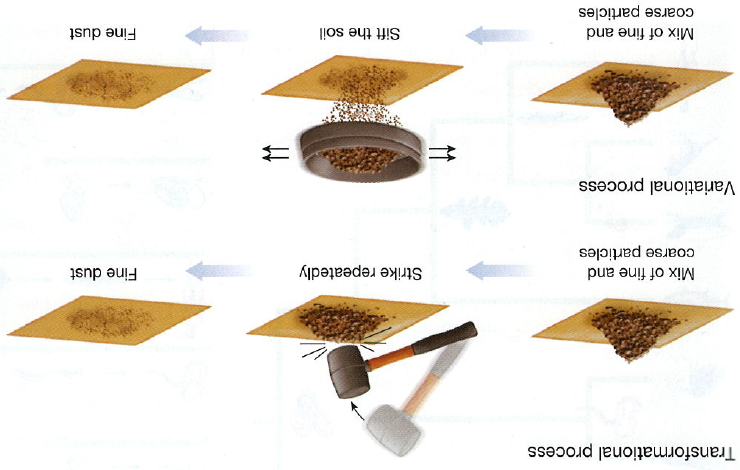 Transformational process
Mix of fine and
coarse particles
Strike repeatedly
Fine dust
Variational process
Mix of fine and
coarse particles
Sift the soil
Fine dust